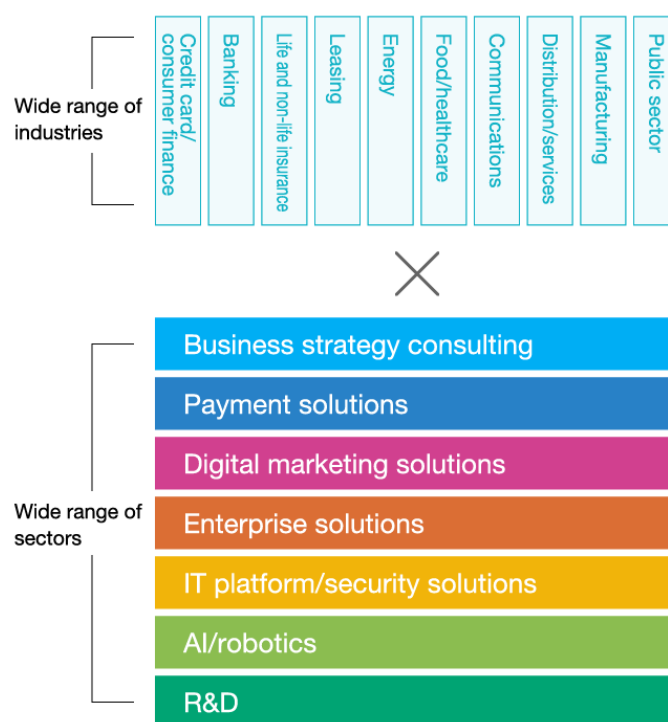 Wide range of
industries
Credit card/
consumer finance
Banking
Life and non-life insurance
Leasing
Energy
Food/healthcare
Communications
Distribution/services
Manufacturing
Public sector
Wide range of
sectors
Business strategy consulting
Payment solutions
Digital marketing solutions
Enterprise solutions
IT platform/security solutions
AI/robotics
R&D